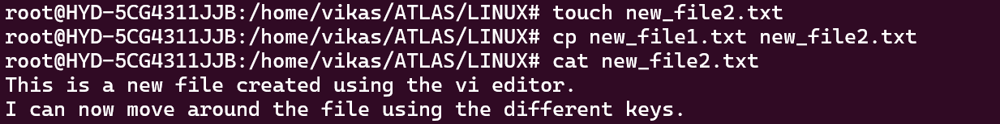 root@HYD-5CG4311JJB:/home/vikas/ATLAS/LINUX# touch new_file2.txt
root@HYD-5CG4311JJB:/home/vikas/ATLAS/LINUX# cp new_file1.txt new_file2.txt
root@HYD-5CG4311JJB:/home/vikas/ATLAS/LINUX# cat new_file2.txt
This is a new file created using the vi editor.
I can now move around the file using the different keys.